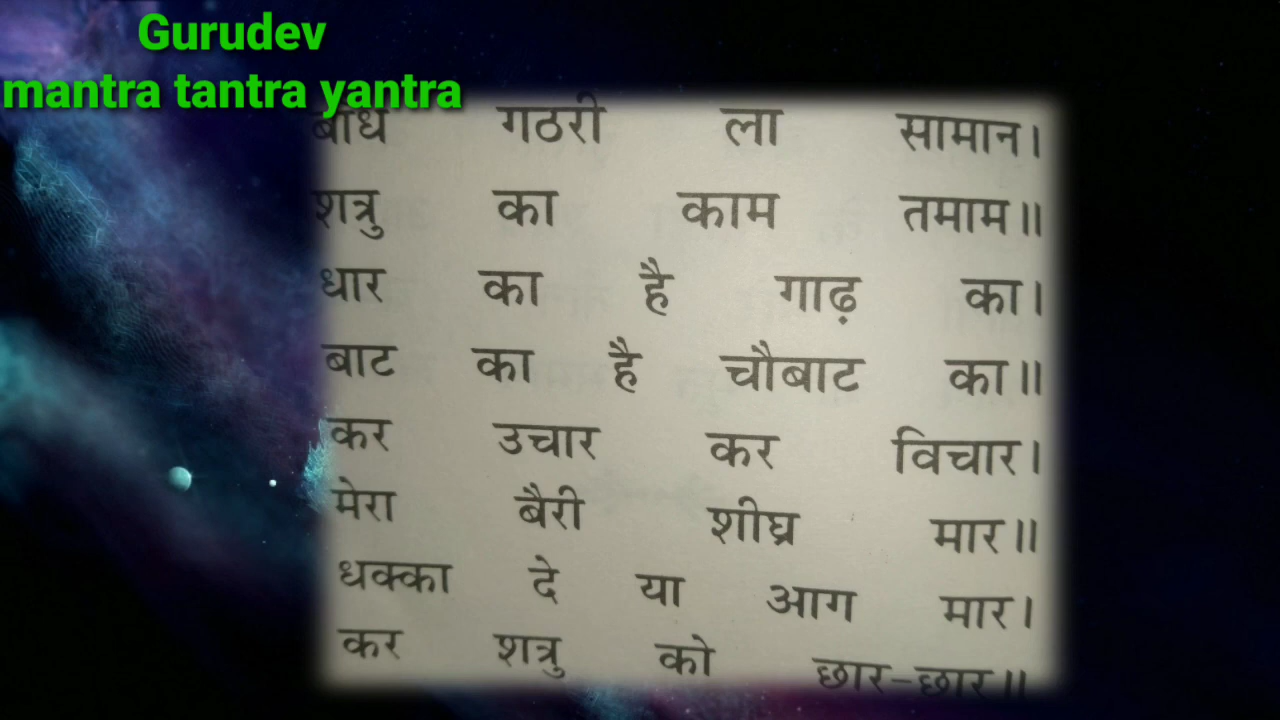 Gurudev
mantra tantra yantra
बाँध गठरी ला सामान।
शत्रु का काम तमाम॥
धार का है गाढ़ का।
बाट का है चौबाट का॥
कर उचार कर विचार।
मेरा बैरी शीघ्र मार॥
धक्का दे या आग मार।
कर शत्रु को छार-छार॥